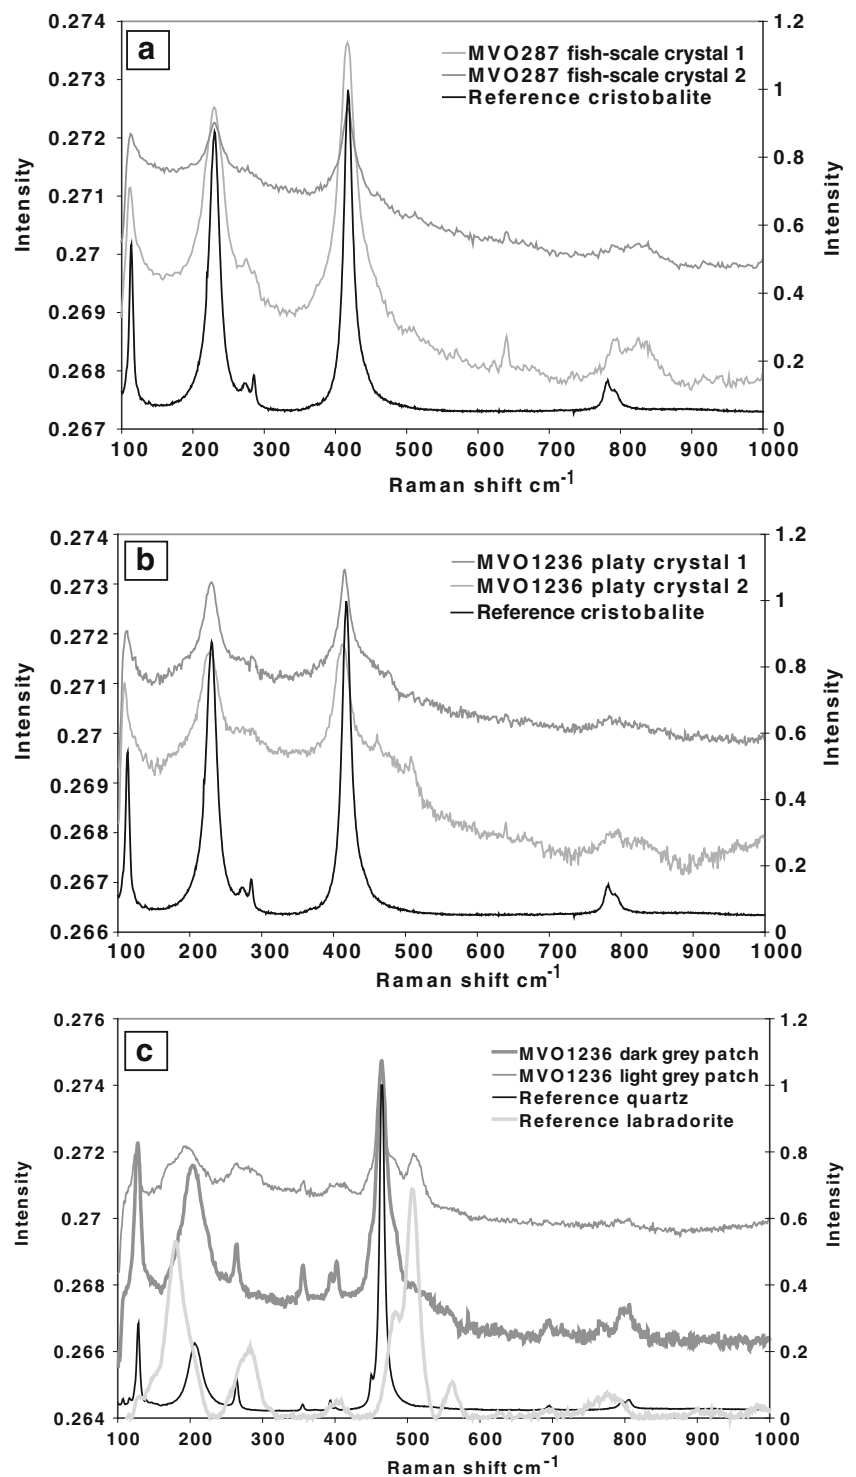 a
MVO287 fish-scale crystal 1
MVO287 fish-scale crystal 2
Reference cristobalite
0.274
0.273
0.272
0.271
0.27
0.269
0.268
0.267
Intensity
1.2
1
0.8
0.6
0.4
0.2
0
Intensity
100 200 300 400 500 600 700 800 900 1000
Raman shift cm-1
b
MVO1236 platy crystal 1
MVO1236 platy crystal 2
Reference cristobalite
0.274
0.273
0.272
0.271
0.27
0.269
0.268
0.267
0.266
Intensity
1.2
1
0.8
0.6
0.4
0.2
0
Intensity
100 200 300 400 500 600 700 800 900 1000
Raman shift cm-1
c
MVO1236 dark grey patch
MVO1236 light grey patch
Reference quartz
Reference labradorite
0.276
0.274
0.272
0.27
0.268
0.266
0.264
Intensity
1.2
1
0.8
0.6
0.4
0.2
0
Intensity
100 200 300 400 500 600 700 800 900 1000
Raman shift cm-1